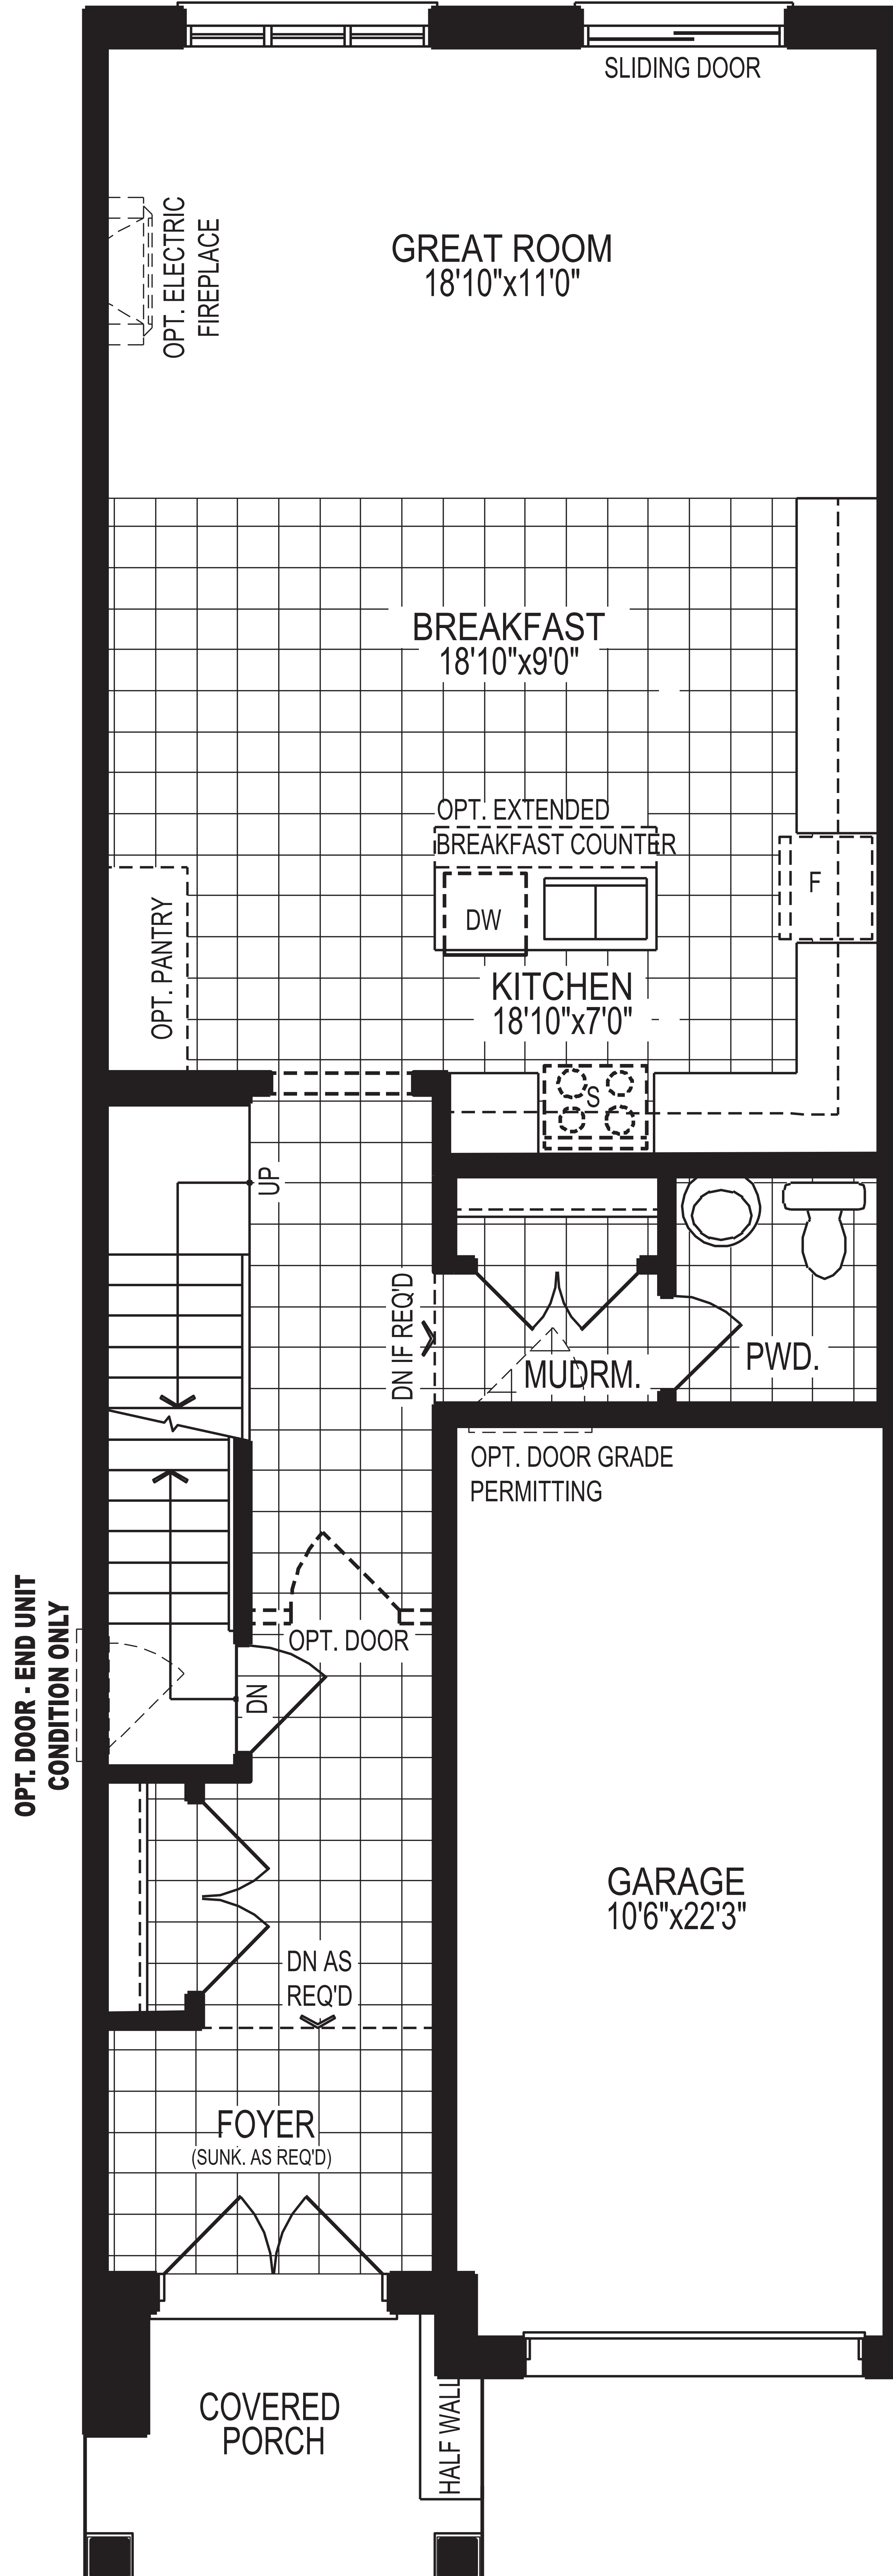 SLIDING DOOR
OPT. ELECTRIC
FIREPLACE
GREAT ROOM
18'10"x11'0"
BREAKFAST
18'10"x9'0"
OPT. EXTENDED
BREAKFAST COUNTER
F
DW
OPT. PANTRY
KITCHEN
18'10"x7'0"
S
UP
DN IF REQ'D
MUDRM.
PWD.
OPT. DOOR GRADE
PERMITTING
OPT. DOOR - END UNIT
CONDITION ONLY
OPT. DOOR
DN
GARAGE
10'6"x22'3"
DN AS
REQ'D
FOYER
(SUNK. AS REQ'D)
COVERED
PORCH
HALF WALL